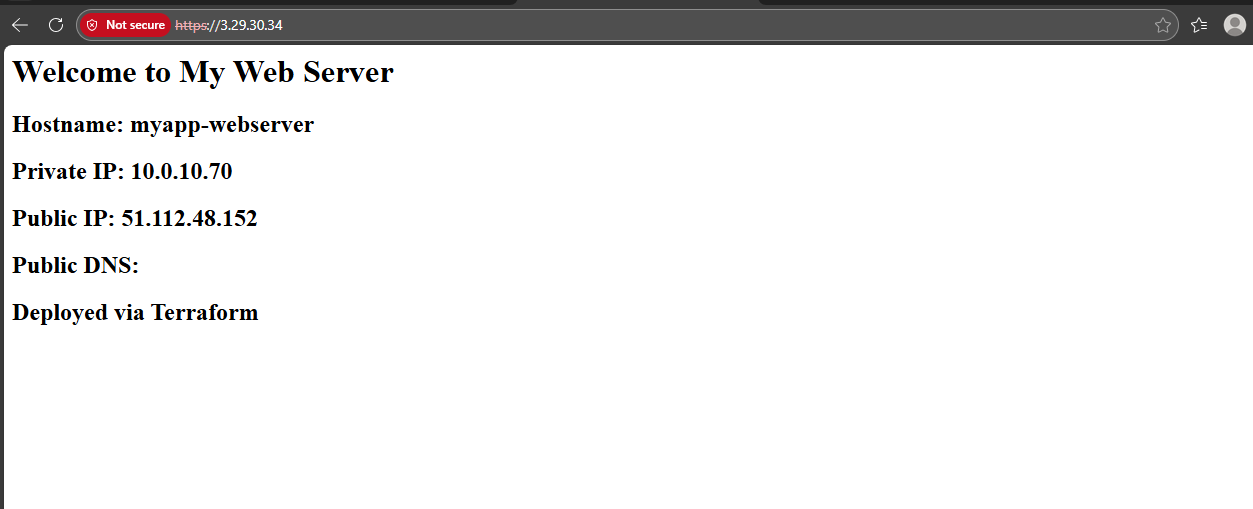 Not secure https://3.29.30.34
Welcome to My Web Server
Hostname: myapp-webserver
Private IP: 10.0.10.70
Public IP: 51.112.48.152
Public DNS:
Deployed via Terraform